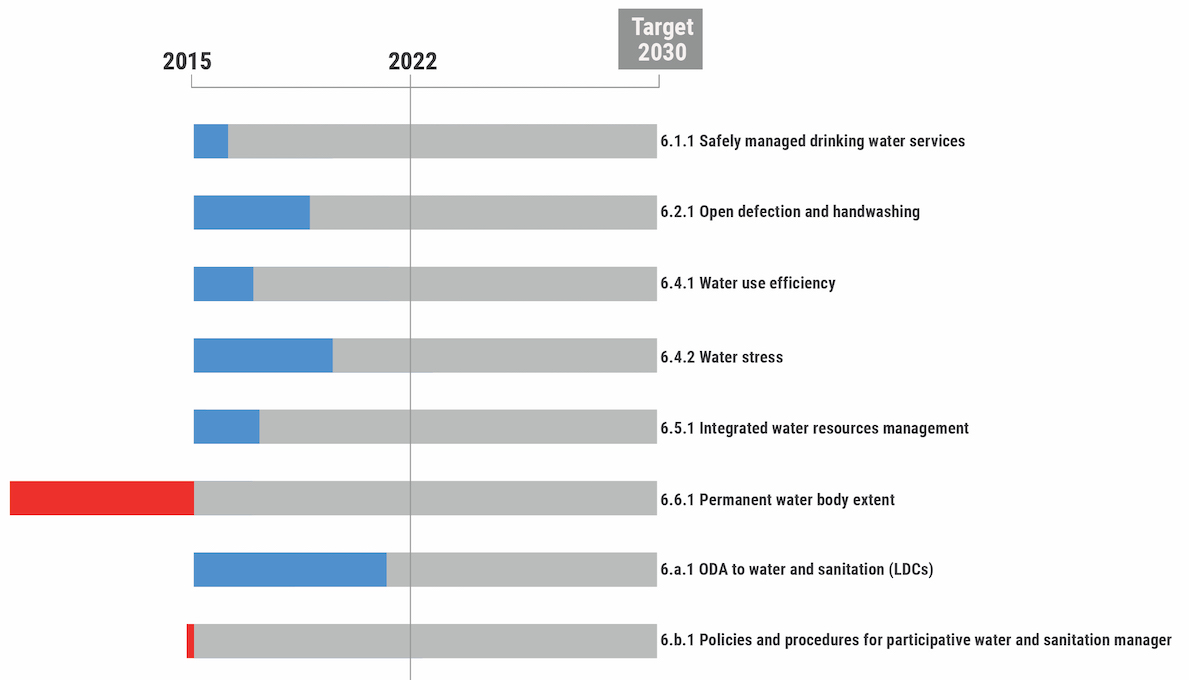 Target
2030
2015
2022
6.1.1 Safely managed drinking water services
6.2.1 Open defection and handwashing
6.4.1 Water use efficiency
6.4.2 Water stress
6.5.1 Integrated water resources management
6.6.1 Permanent water body extent
6.a.1 ODA to water and sanitation (LDCs)
6.b.1 Policies and procedures for participative water and sanitation manager